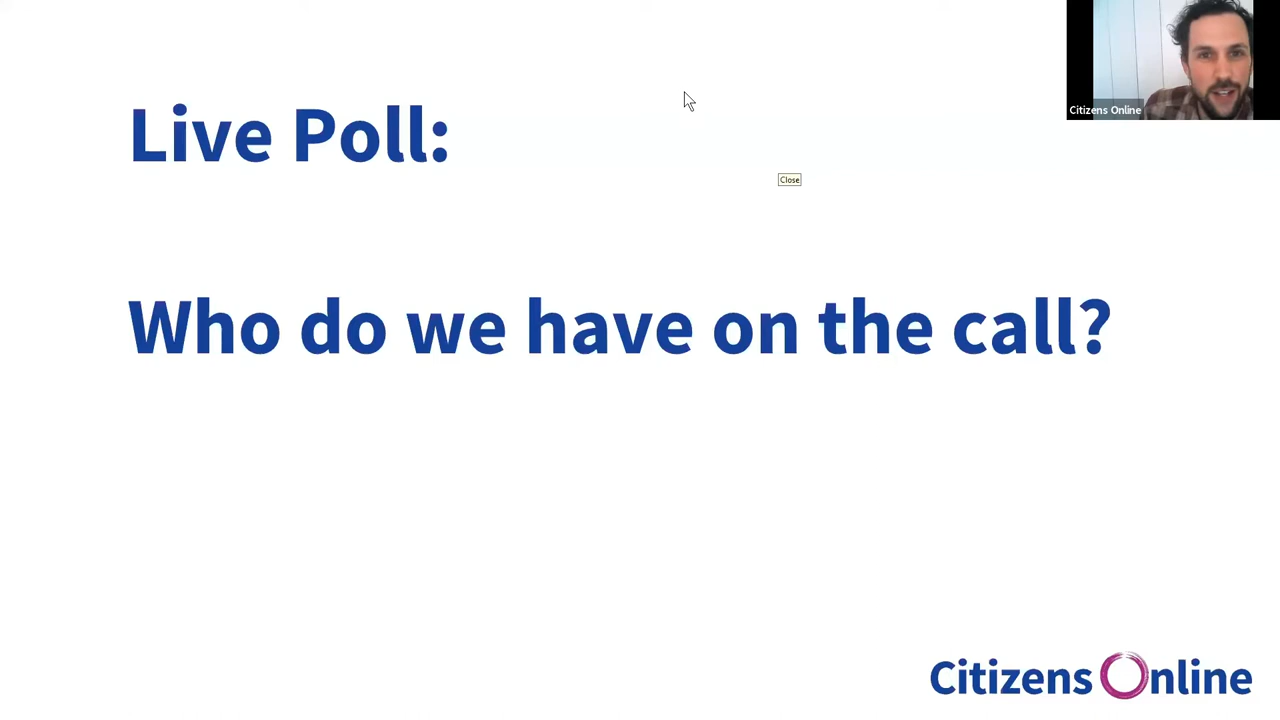 Live Poll:
Citizens Online
Close
Who do we have on the call?
Citizens Online